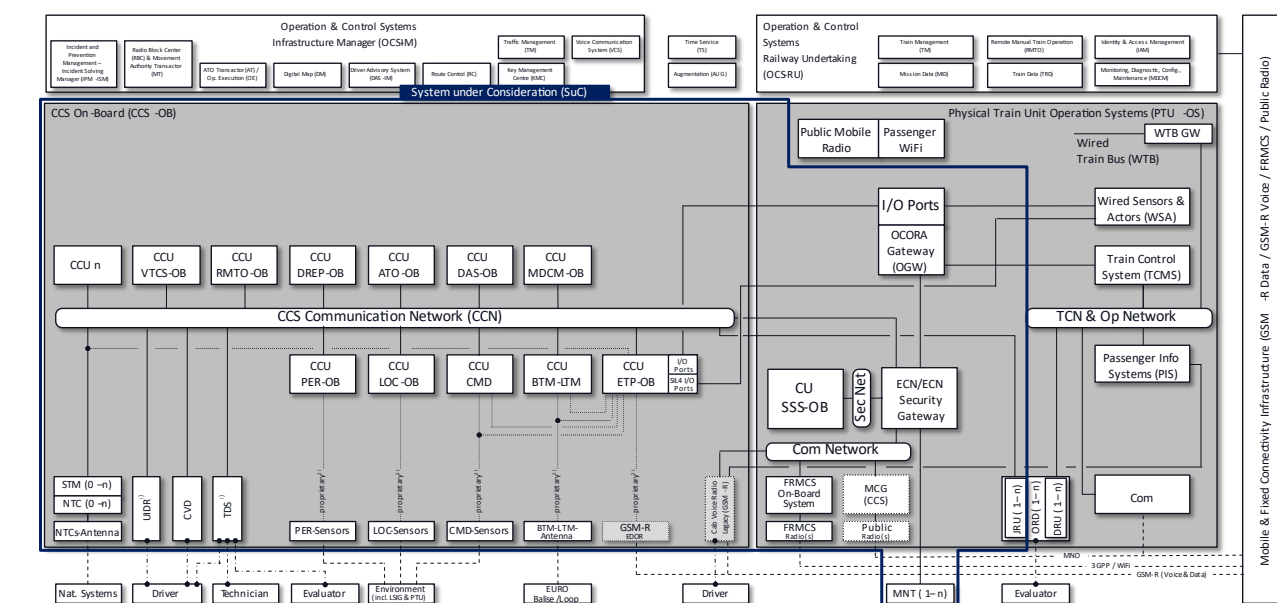 Operation & Control Systems
Infrastructure Manager (OCS-IM)
Incident and
Prevention
Management –
Incident Solving
Manager (IPM -ISM)
Radio Block Center
(RBC) & Movement
Authority Transactor
(MT)
ATO Transactor(AT) /
Op. Execution (OE)
Digital Map (DM)
Driver Advisory System
(DAS -IM)
Route Control (RC)
Traffic Management
(TM)
Voice Communication
System (VCS)
Key Management
Centre (KMC)
Time Service
(TS)
Augmentation (AUG)
Operation & Control
Systems
Railway Undertaking
(OCS-RU)
Train Management
(TM)
Remote Manual Train Operation
(RMTO)
Identity & Access Management
(IAM)
Mission Data (MID)
Train Data (TRD)
Monitoring, Diagnostic, Config.,
Maintenance (MDCM)
System under Consideration (SuC)
CCS On -Board (CCS -OB)
Physical Train Unit Operation Systems (PTU -OS)
Public Mobile
Radio
Passenger
WiFi
WTB GW
Wired
Train Bus (WTB)
I/O Ports
OCORA
Gateway
(OGW)
Wired Sensors &
Actors (WSA)
Train Control
System (TCMS)
CCU n
CCU
VTCS-OB
CCU
RMTO -OB
CCU
DREP-OB
CCU
ATO -OB
CCU
DAS-OB
CCU
MDCM -OB
CCS Communication Network (CCN)
TCN & Op Network
CCU
PER-OB
CCU
LOC -OB
CCU
CMD
CCU
BTM -LTM
CCU
ETP-OB
I/O
Ports
SIL4 I/O
Ports
Passenger Info
Systems (PIS)
CU
SSS-OB
Sec Net
ECN/ECN
Security
Gateway
Com Network
proprietary1)
proprietary1)
proprietary1)
proprietary1)
proprietary1)
STM (0 –n)
NTC (0 –n)
NTCs-Antenna
UIDR1)
CVD
TDS1)
PER-Sensors
LOC-Sensors
CMD-Sensors
BTM-LTM-
Antenna
GSM-R
EDOR
Cab Voice Radio
Legacy (GSM -R)
FRMCS
On-Board
System
FRMCS
Radio(s)
MCG
(CCS)
Public
Radio(s)
JRU ( 1– n)
ORD ( 1– n)
DRU ( 1– n)
Com
MNO
3GPP / WiFi
GSM-R (Voice & Data)
Nat. Systems
Driver
Technician
Evaluator
Environment
(incl. LSIG & PTU)
EURO
Balise /Loop
Driver
MNT ( 1– n)
Evaluator
Mobile & Fixed Connectivity Infrastructure (GSM -R Data / GSM- R Voice / FRMCS / Public Radio)